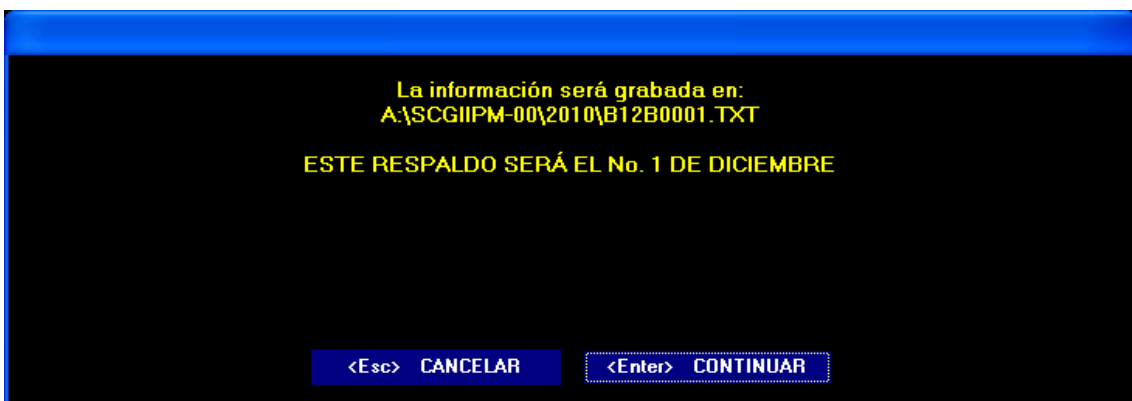 La información será grabada en:
A:\SCGIIPM-00\2010\B12B0001.TXT
ESTE RESPALDO SERÁ EL No. 1 DE DICIEMBRE
<Esc> CANCELAR <Enter> CONTINUAR